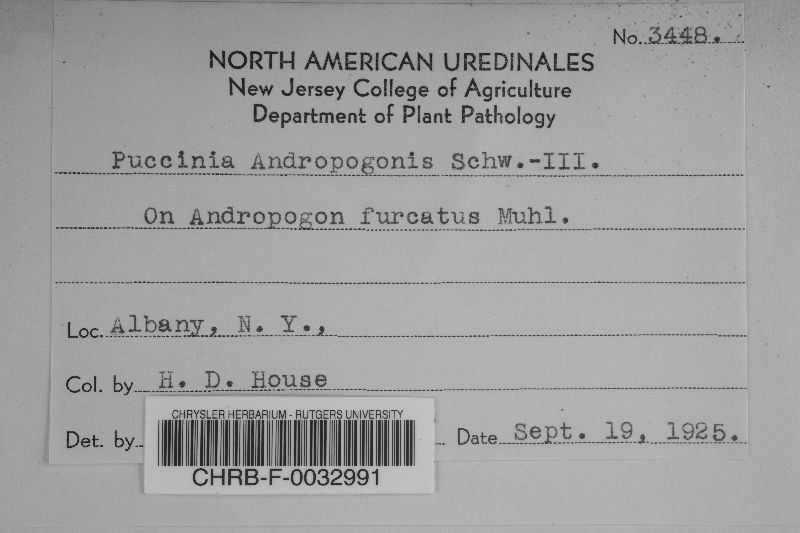 No. 3448.
NORTH AMERICAN UREDINALES
New Jersey College of Agriculture
Department of Plant Pathology
Puccinia Andropogonis Schw.-III.
On Andropogon furcatus Muhl.
Loc. Albany, N. Y.,
Col. by H. D. House
Det. by Date Sept. 19, 1925.
CHRYSLER HERBARIUM - RUTGERS UNIVERSITY
CHRB-F-0032991